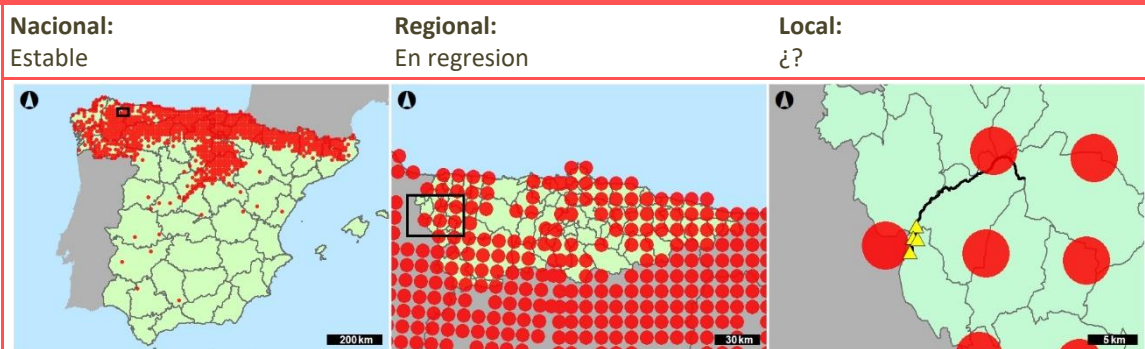 Nacional:
Estable
Regional:
En regresion
Local:
¿?
200 km
30 km
5 km